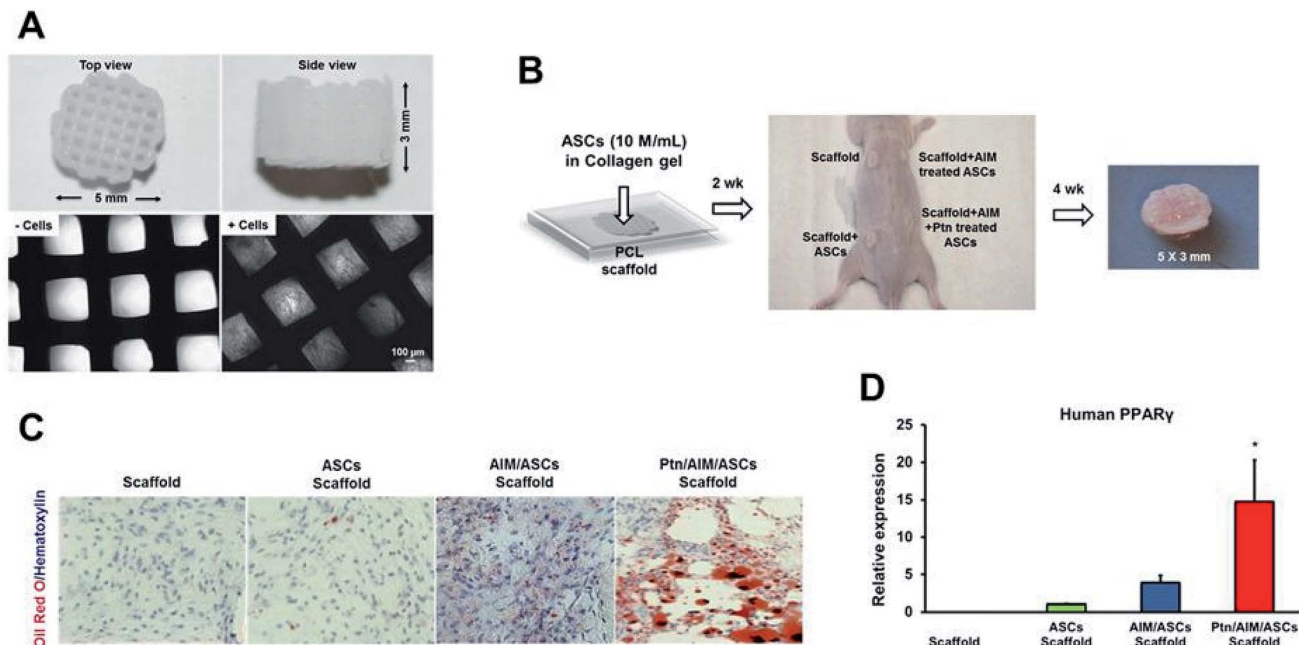 A
Top view
Side view
3 mm
5 mm
- Cells
+ Cells
100 µm
B
ASCs (10 M/mL)
in Collagen gel
PCL
scaffold
2 wk
Scaffold
Scaffold+AIM
treated ASCs
Scaffold+
ASCs
Scaffold+AIM
+Ptn treated
ASCs
4 wk
5 X 3 mm
C
Oil Red O/Hematoxylin
Scaffold
ASCs
Scaffold
AIM/ASCs
Scaffold
Ptn/AIM/ASCs
Scaffold
D
Human PPARγ
Relative expression
25
20
15
10
5
0
*
Scaffold
ASCs
Scaffold
AIM/ASCs
Scaffold
Ptn/AIM/ASCs
Scaffold